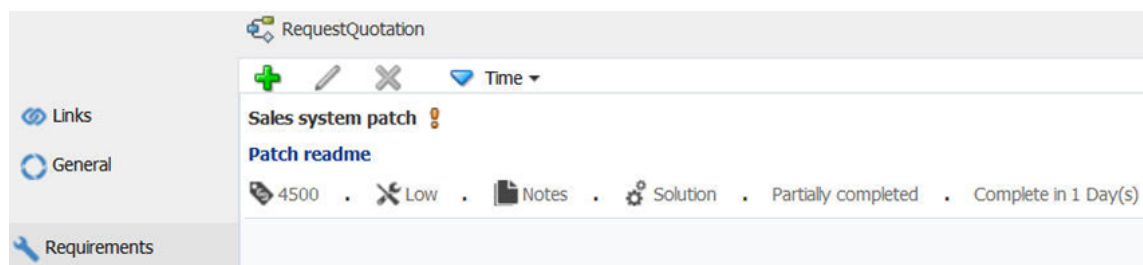 RequestQuotation
Time
Links
Sales system patch
General
Patch readme
4500 . Low . Notes . Solution . Partially completed . Complete in 1 Day(s)
Requirements